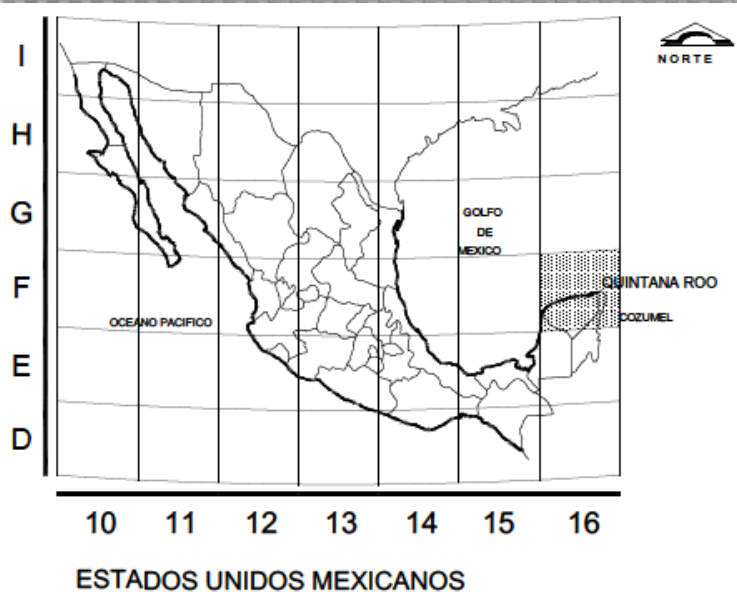 I
NORTE
H
G
GOLFO
DE
MEXICO
F
QUINTANA ROO
OCEANO PACIFICO
COZUMEL
E
D
10 11 12 13 14 15 16
ESTADOS UNIDOS MEXICANOS